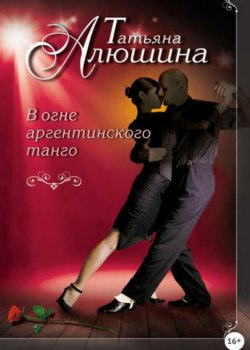 Татьяна
Алюшина
В огне
аргентинского
танго
16+